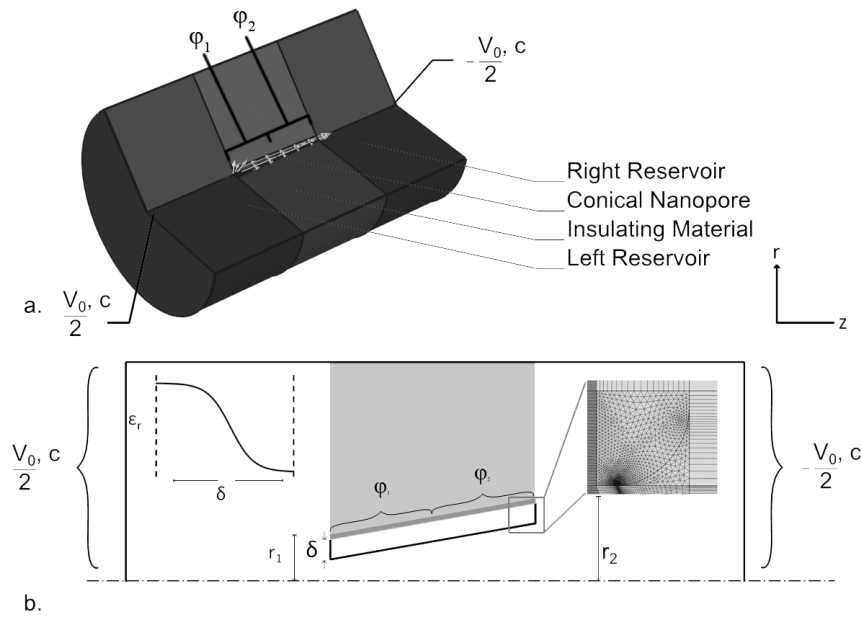 φ₁
φ₂
- V₀, c
2
Right Reservoir
Conical Nanopore
Insulating Material
Left Reservoir
r
z
a.
V₀, c
2
εᵣ
δ
V₀, c
2
φ₁
φ₂
- V₀, c
2
r₁
δ
r₂
b.